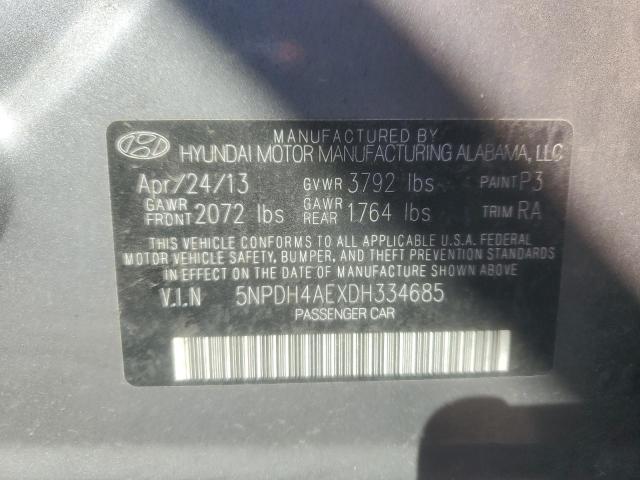 MANUFACTURED BY
HYUNDAI MOTOR MANUFACTURING ALABAMA, LLC
Apr/24/13 GVWR 3792 lbs PAINT P3
GAWR FRONT 2072 lbs GAWR REAR 1764 lbs TRIM RA
THIS VEHICLE CONFORMS TO ALL APPLICABLE U.S.A. FEDERAL
MOTOR VEHICLE SAFETY, BUMPER, AND THEFT PREVENTION STANDARDS
IN EFFECT ON THE DATE OF MANUFACTURE SHOWN ABOVE
V.I.N 5NPDH4AEXDH334685
PASSENGER CAR